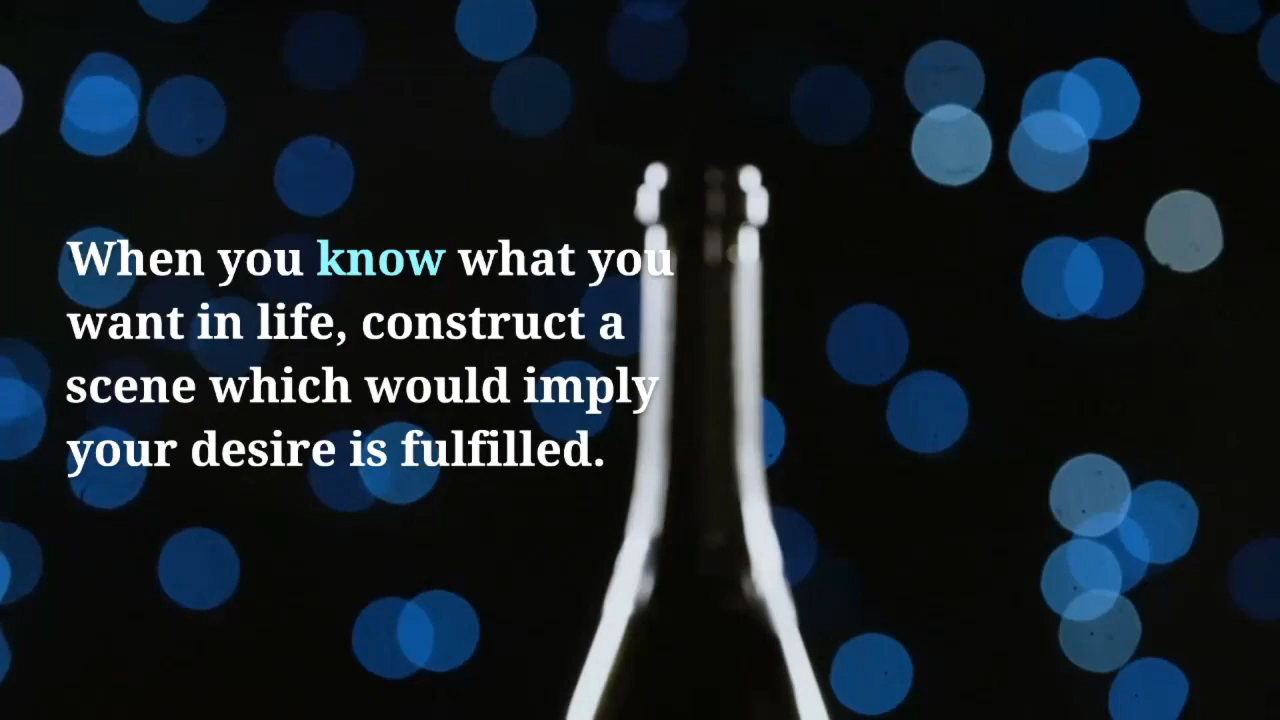 When you know what you
want in life, construct a
scene which would imply
your desire is fulfilled.